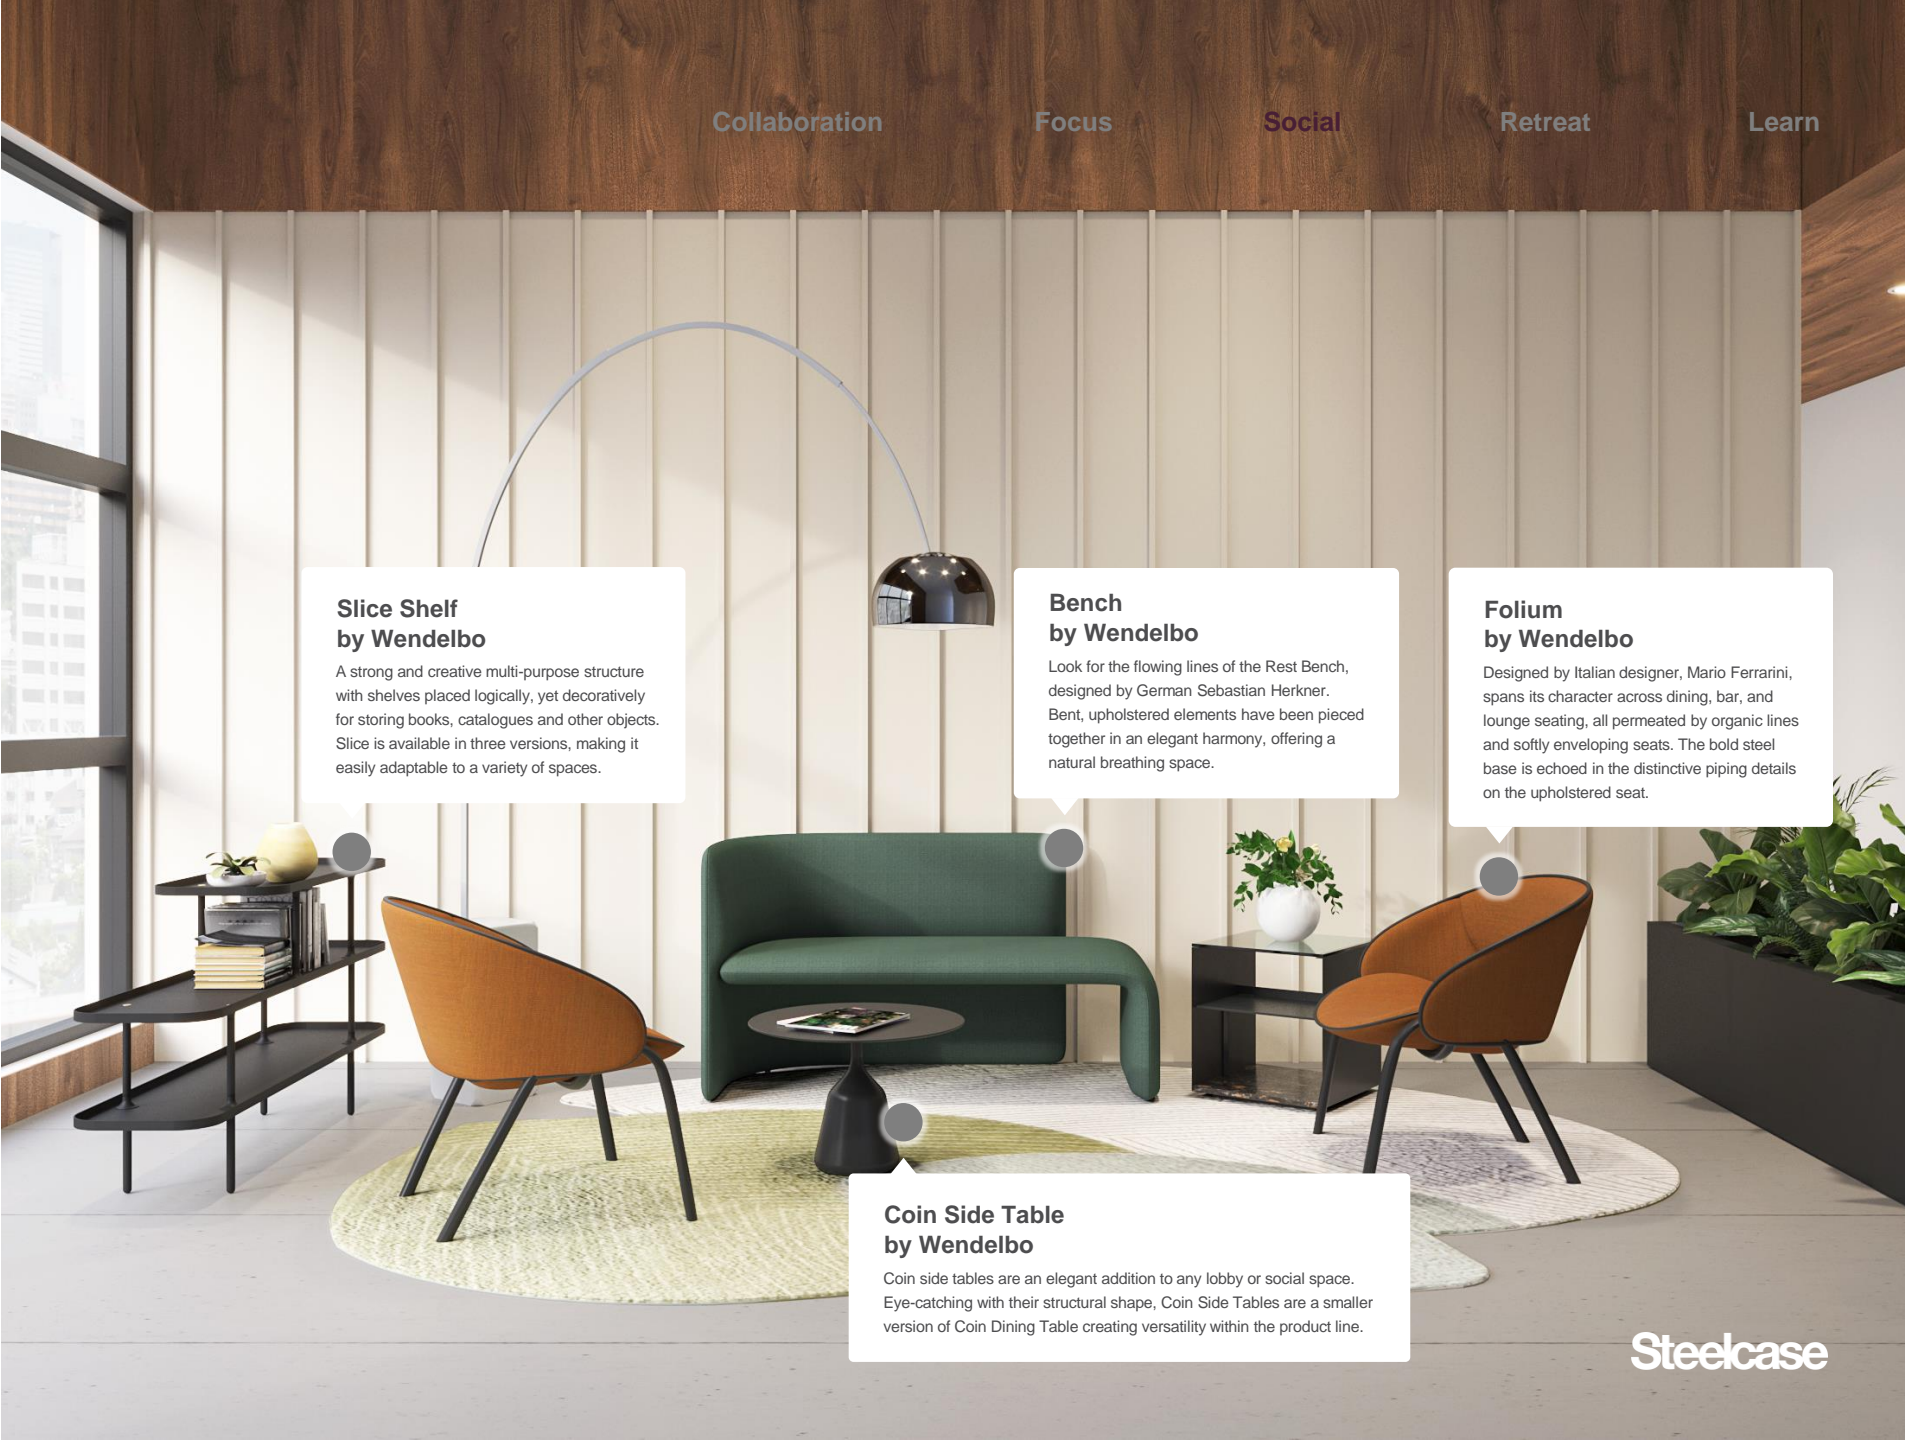 Collaboration Focus Social Retreat Learn
Slice Shelf
by Wendelbo
A strong and creative multi-purpose structure
with shelves placed logically, yet decoratively
for storing books, catalogues and other objects.
Slice is available in three versions, making it
easily adaptable to a variety of spaces.
Bench
by Wendelbo
Look for the flowing lines of the Rest Bench,
designed by German Sebastian Herkner.
Bent, upholstered elements have been pieced
together in an elegant harmony, offering a
natural breathing space.
Folium
by Wendelbo
Designed by Italian designer, Mario Ferrarini,
spans its character across dining, bar, and
lounge seating, all permeated by organic lines
and softly enveloping seats. The bold steel
base is echoed in the distinctive piping details
on the upholstered seat.
Coin Side Table
by Wendelbo
Coin side tables are an elegant addition to any lobby or social space.
Eye-catching with their structural shape, Coin Side Tables are a smaller
version of Coin Dining Table creating versatility within the product line.
Steelcase